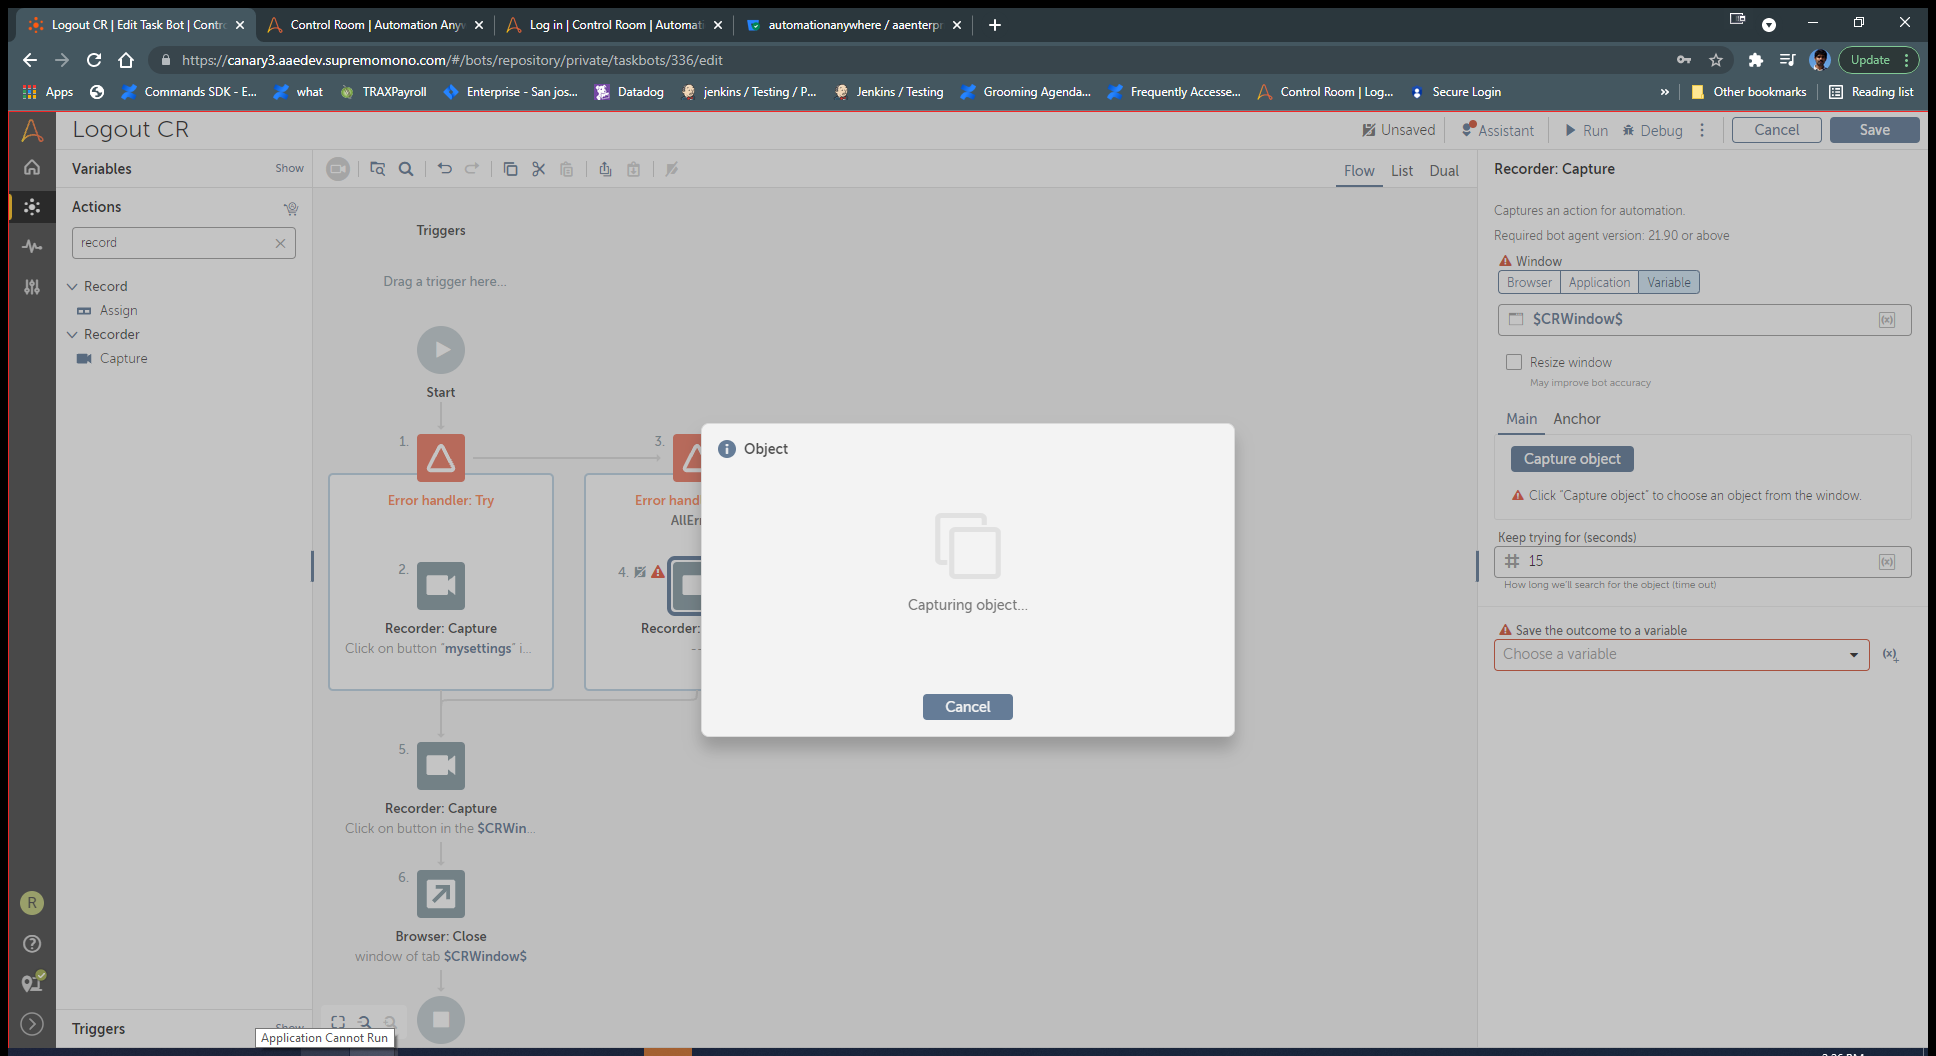 Logout CR | Edit Task Bot | Contro
Control Room | Automation Anyw
Log in | Control Room | Automati
automationanywhere / aaenterpr
https://canary3.aaedev.supremomono.com/#/bots/repository/private/taskbots/336/edit
Update
Apps
Commands SDK - E...
what
TRAXPayroll
Enterprise - San jos...
Datadog
jenkins / Testing / P...
Jenkins / Testing
Grooming Agenda...
Frequently Accesse...
Control Room | Log...
Secure Login
»
Other bookmarks
Reading list
Logout CR
Unsaved
Assistant
Run
Debug
Cancel
Save
Variables
Show
Flow
List
Dual
Actions
record
Record
Assign
Recorder
Capture
Triggers
Drag a trigger here...
Start
1.
Error handler: Try
2.
Recorder: Capture
Click on button "mysettings" i...
3.
Error hand
AllErr
4.
Recorder:
--
5.
Recorder: Capture
Click on button in the $CRWin...
6.
Browser: Close
window of tab $CRWindow$
Object
Capturing object...
Cancel
Recorder: Capture
Captures an action for automation.
Required bot agent version: 21.90 or above
Window
Browser
Application
Variable
$CRWindow$
(x)
Resize window
May improve bot accuracy
Main
Anchor
Capture object
Click "Capture object" to choose an object from the window.
Keep trying for (seconds)
15
(x)
How long we'll search for the object (time out)
Save the outcome to a variable
Choose a variable
(x)+
R
Triggers
Show
Application Cannot Run